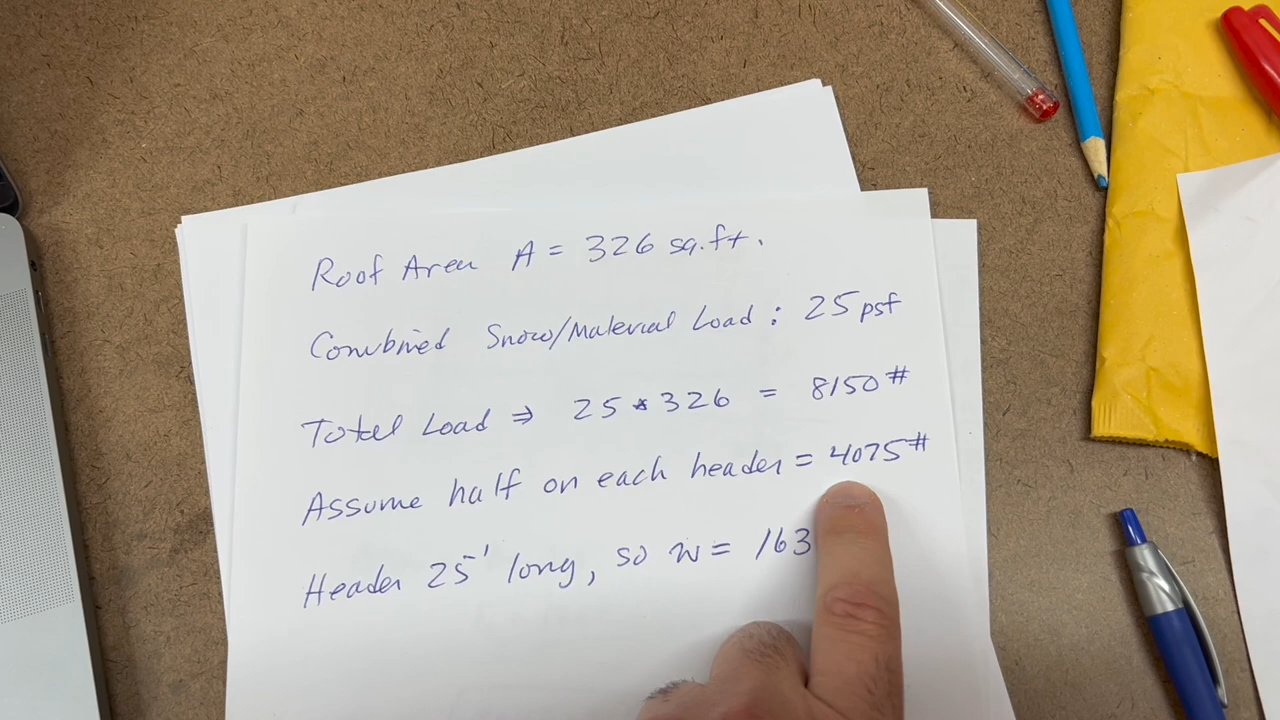 Roof Area A = 326 sq.ft.
Combined Snow/Material Load : 25 psf
Total Load ⇒ 25 * 326 = 8150#
Assume half on each header = 4075#
Header 25' long, so w = 163